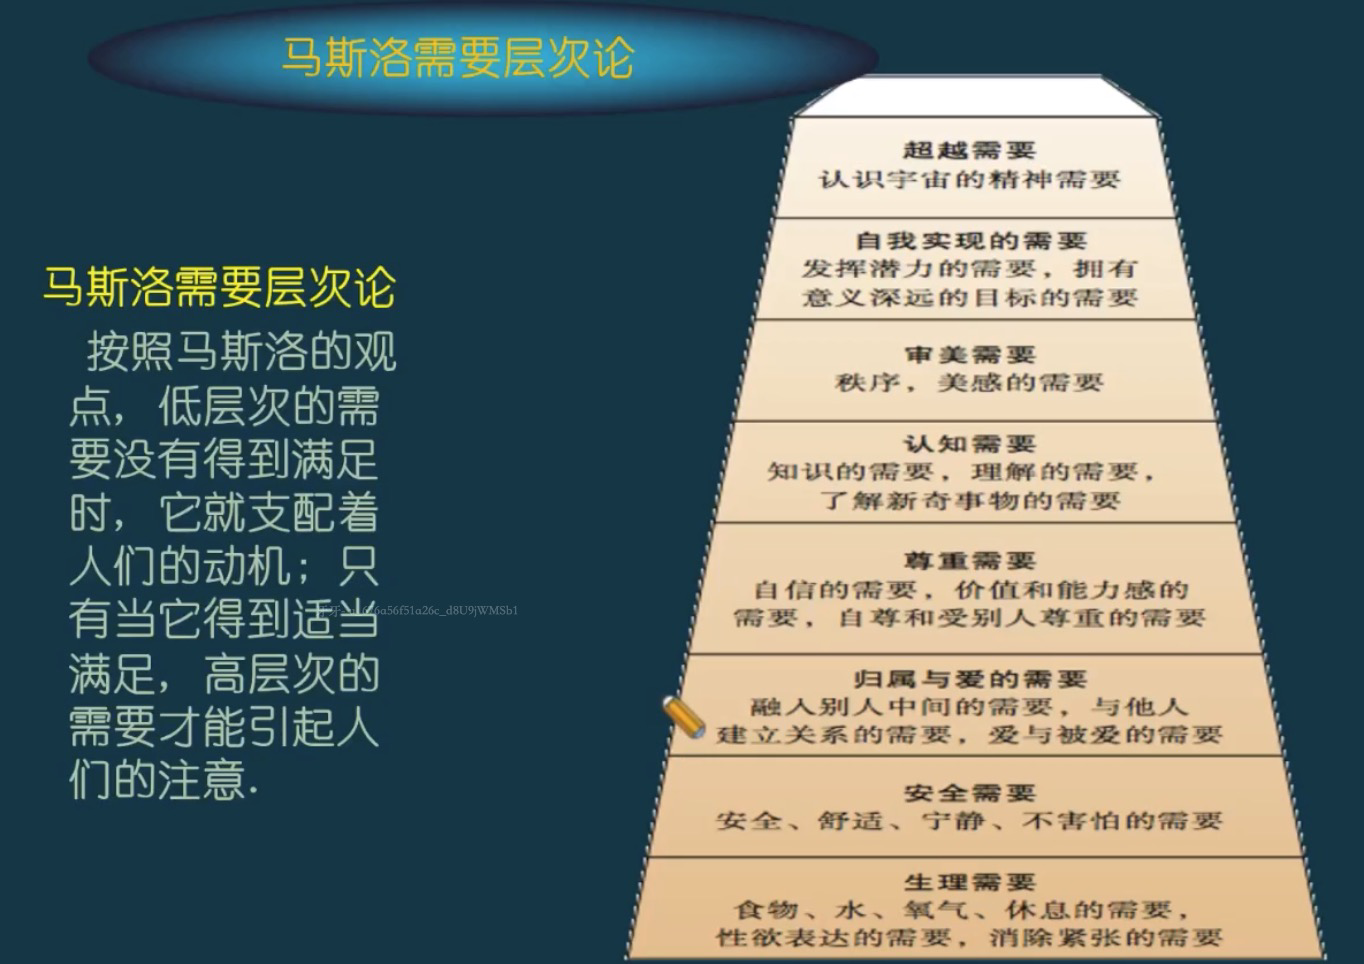 马斯洛需要层次论
马斯洛需要层次论
按照马斯洛的观
点，低层次的需
要没有得到满足
时，它就支配着
人们的动机；只
有当它得到适当
满足，高层次的
需要才能引起人
们的注意.
超越需要
认识宇宙的精神需要
自我实现的需要
发挥潜力的需要，拥有
意义深远的目标的需要
审美需要
秩序，美感的需要
认知需要
知识的需要，理解的需要，
了解新奇事物的需要
尊重需要
自信的需要，价值和能力感的
需要，自尊和受别人尊重的需要
归属与爱的需要
融人别人中间的需要，与他人
建立关系的需要，爱与被爱的需要
安全需要
安全、舒适、宁静、不害怕的需要
生理需要
食物、水、氧气、休息的需要，
性欲表达的需要，消除紧张的需要